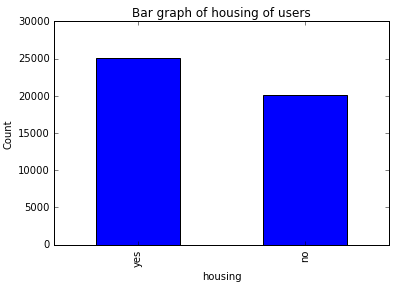 Bar graph of housing of users
30000
25000
20000
15000
10000
5000
0
Count
yes
no
housing